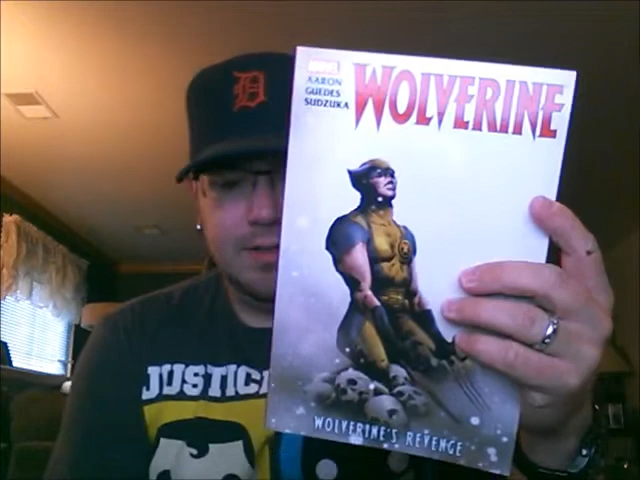 D
MARVEL
AARON
GUEDES
SUDZUKA
WOLVERINE
JUSTIC
WOLVERINE'S REVENGE